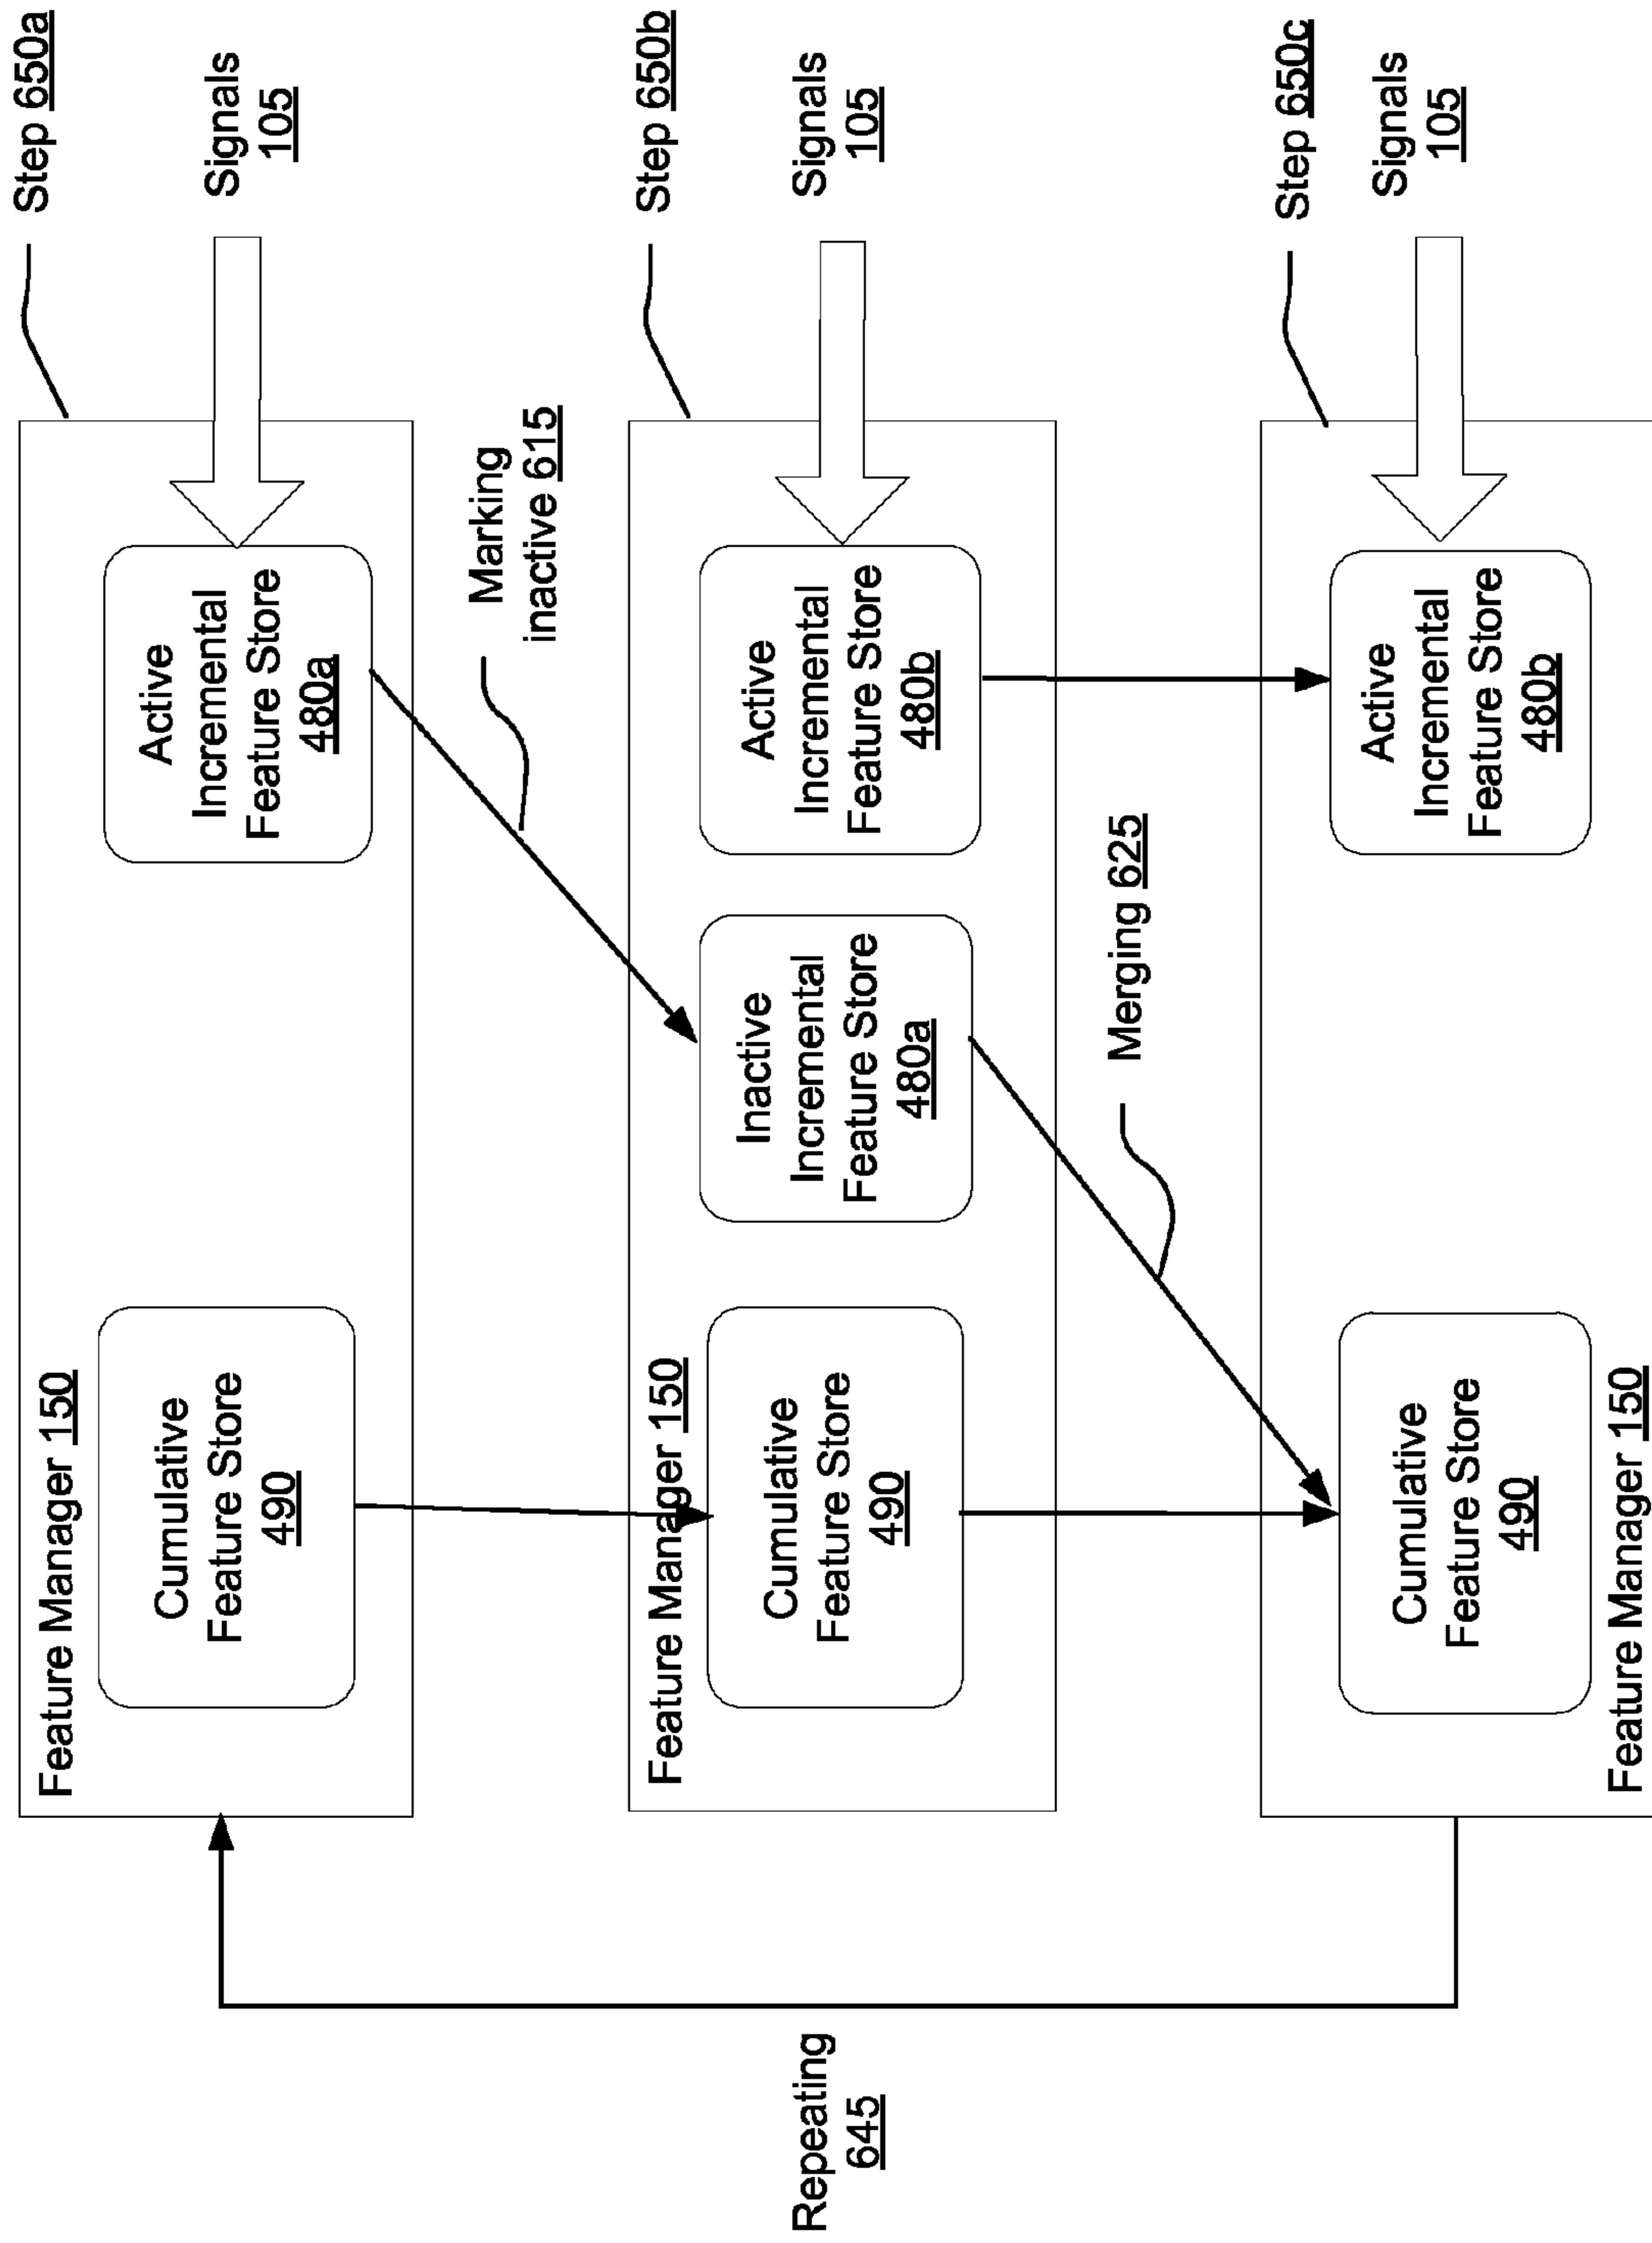 Step 650a
Signals
105
Feature Manager 150
Cumulative
Feature Store
490
Active
Incremental
Feature Store
480a
Marking
inactive 615
Step 650b
Signals
105
Feature Manager 150
Cumulative
Feature Store
490
Inactive
Incremental
Feature Store
480a
Active
Incremental
Feature Store
480b
Repeating
645
Merging 625
Step 650c
Signals
105
Cumulative
Feature Store
490
Active
Incremental
Feature Store
480b
Feature Manager 150